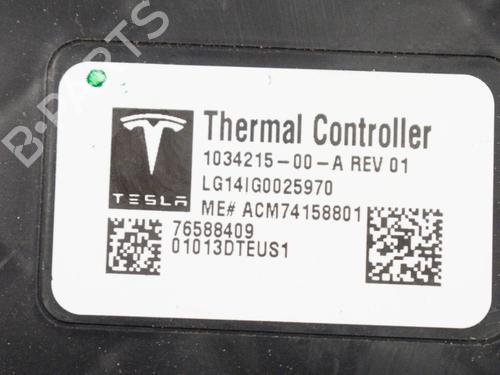 B-PARTS
TESLA
Thermal Controller
1034215-00-A REV 01
LG14IG0025970
ME# ACM74158801
76588409
01013DTEUS1